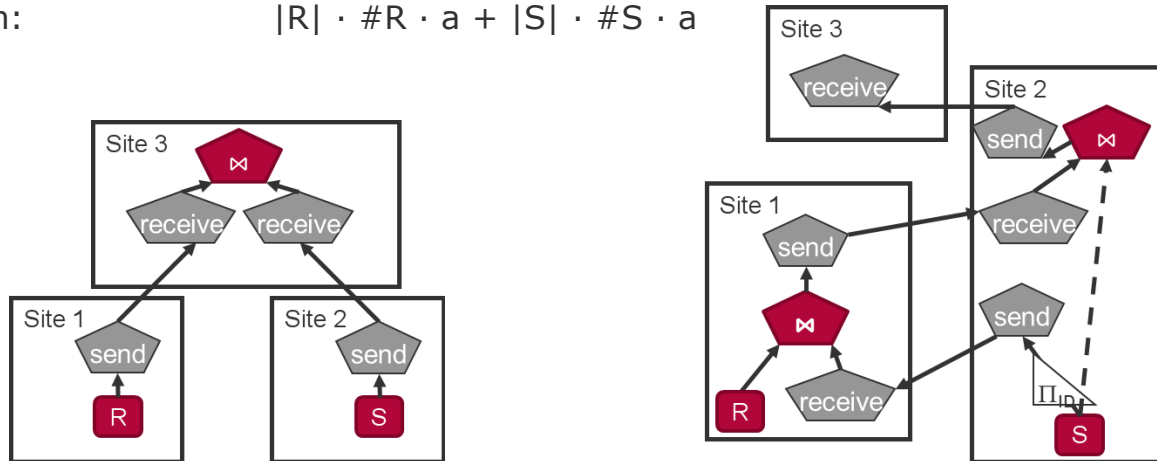 n: |R| · #R · a + |S| · #S · a
Site 3
⋈
receive
receive
Site 1
send
R
Site 2
send
S
Site 3
receive
Site 2
send
⋈
receive
send
Π_ID
S
Site 1
send
⋈
receive
R